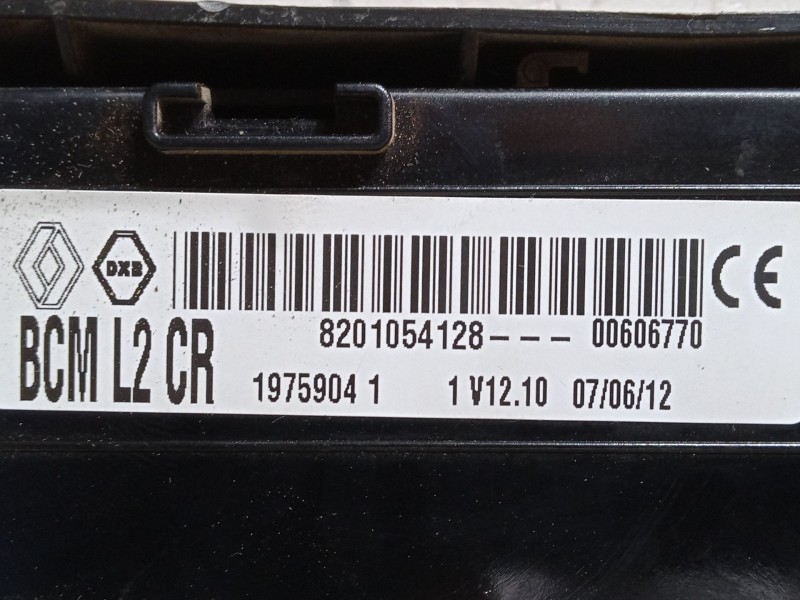 DXB
8201054128--- 00606770
CE
BCM L2 CR
1975904 1 1 V12.10 07/06/12